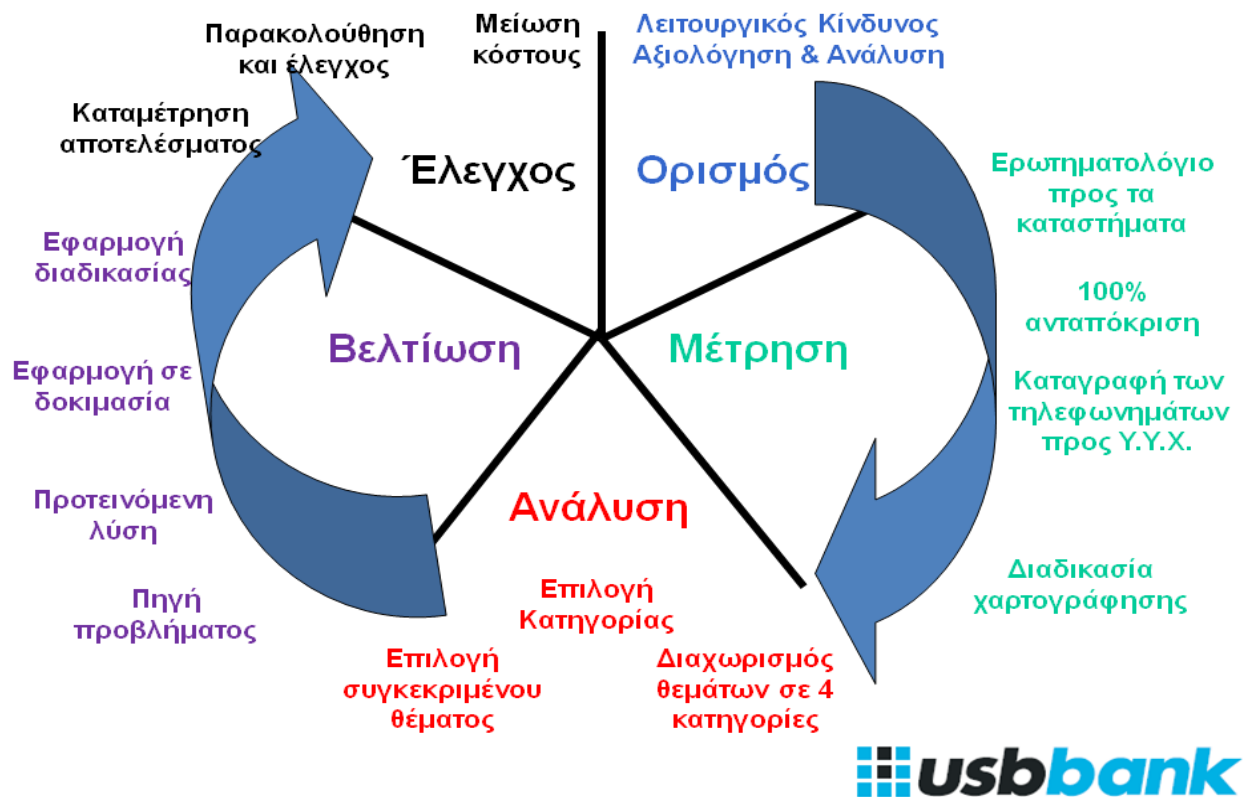 Μείωση
κόστους
Λειτουργικός Κίνδυνος
Αξιολόγηση & Ανάλυση
Παρακολούθηση
και έλεγχος
Καταμέτρηση
αποτελέσματος
Έλεγχος
Ορισμός
Ερωτηματολόγιο
προς τα
καταστήματα
100%
ανταπόκριση
Μέτρηση
Καταγραφή των
τηλεφωνημάτων
προς Υ.Υ.Χ.
Διαδικασία
χαρτογράφησης
Ανάλυση
Διαχωρισμός
θεμάτων σε 4
κατηγορίες
Επιλογή
Κατηγορίας
Επιλογή
συγκεκριμένου
θέματος
Βελτίωση
Πηγή
προβλήματος
Προτεινόμενη
λύση
Εφαρμογή σε
δοκιμασία
Εφαρμογή
διαδικασίας
usbbank